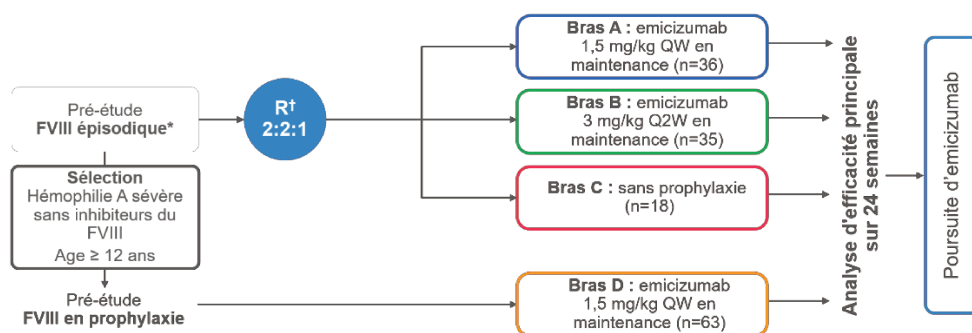 Pré-étude
FVIII épisodique*
Sélection
Hémophilie A sévère
sans inhibiteurs du
FVIII
Age ≥ 12 ans
Pré-étude
FVIII en prophylaxie
R†
2:2:1
Bras A : emicizumab
1,5 mg/kg QW en
maintenance (n=36)
Bras B : emicizumab
3 mg/kg Q2W en
maintenance (n=35)
Bras C : sans prophylaxie
(n=18)
Bras D : emicizumab
1,5 mg/kg QW en
maintenance (n=63)
Analyse d'efficacité principale
sur 24 semaines
Poursuite d'emicizumab